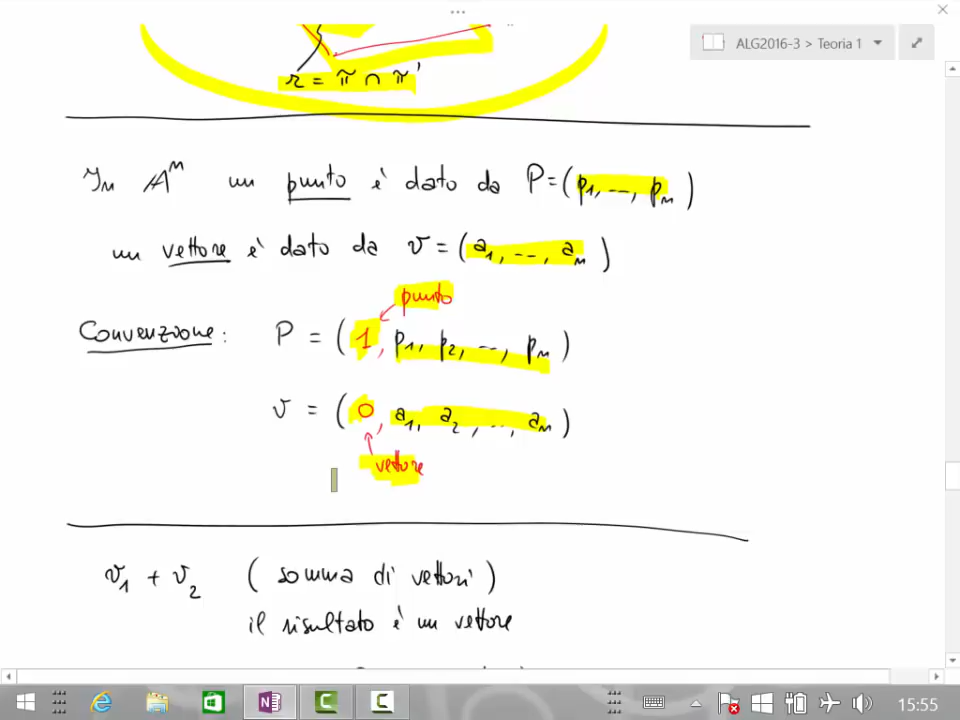 ALG2016-3 > Teoria 1
r = π ∩ π'
In 𝔸ⁿ un punto è dato da P=(p₁, ..., pₙ)
un vettore è dato da v=(a₁, ..., aₙ)
punto
Convenzione: P = (1, p₁, p₂, ..., pₙ)
v = (0, a₁, a₂, ..., aₙ)
vettore
v₁ + v₂ (somma di vettori)
il risultato è un vettore
15:55